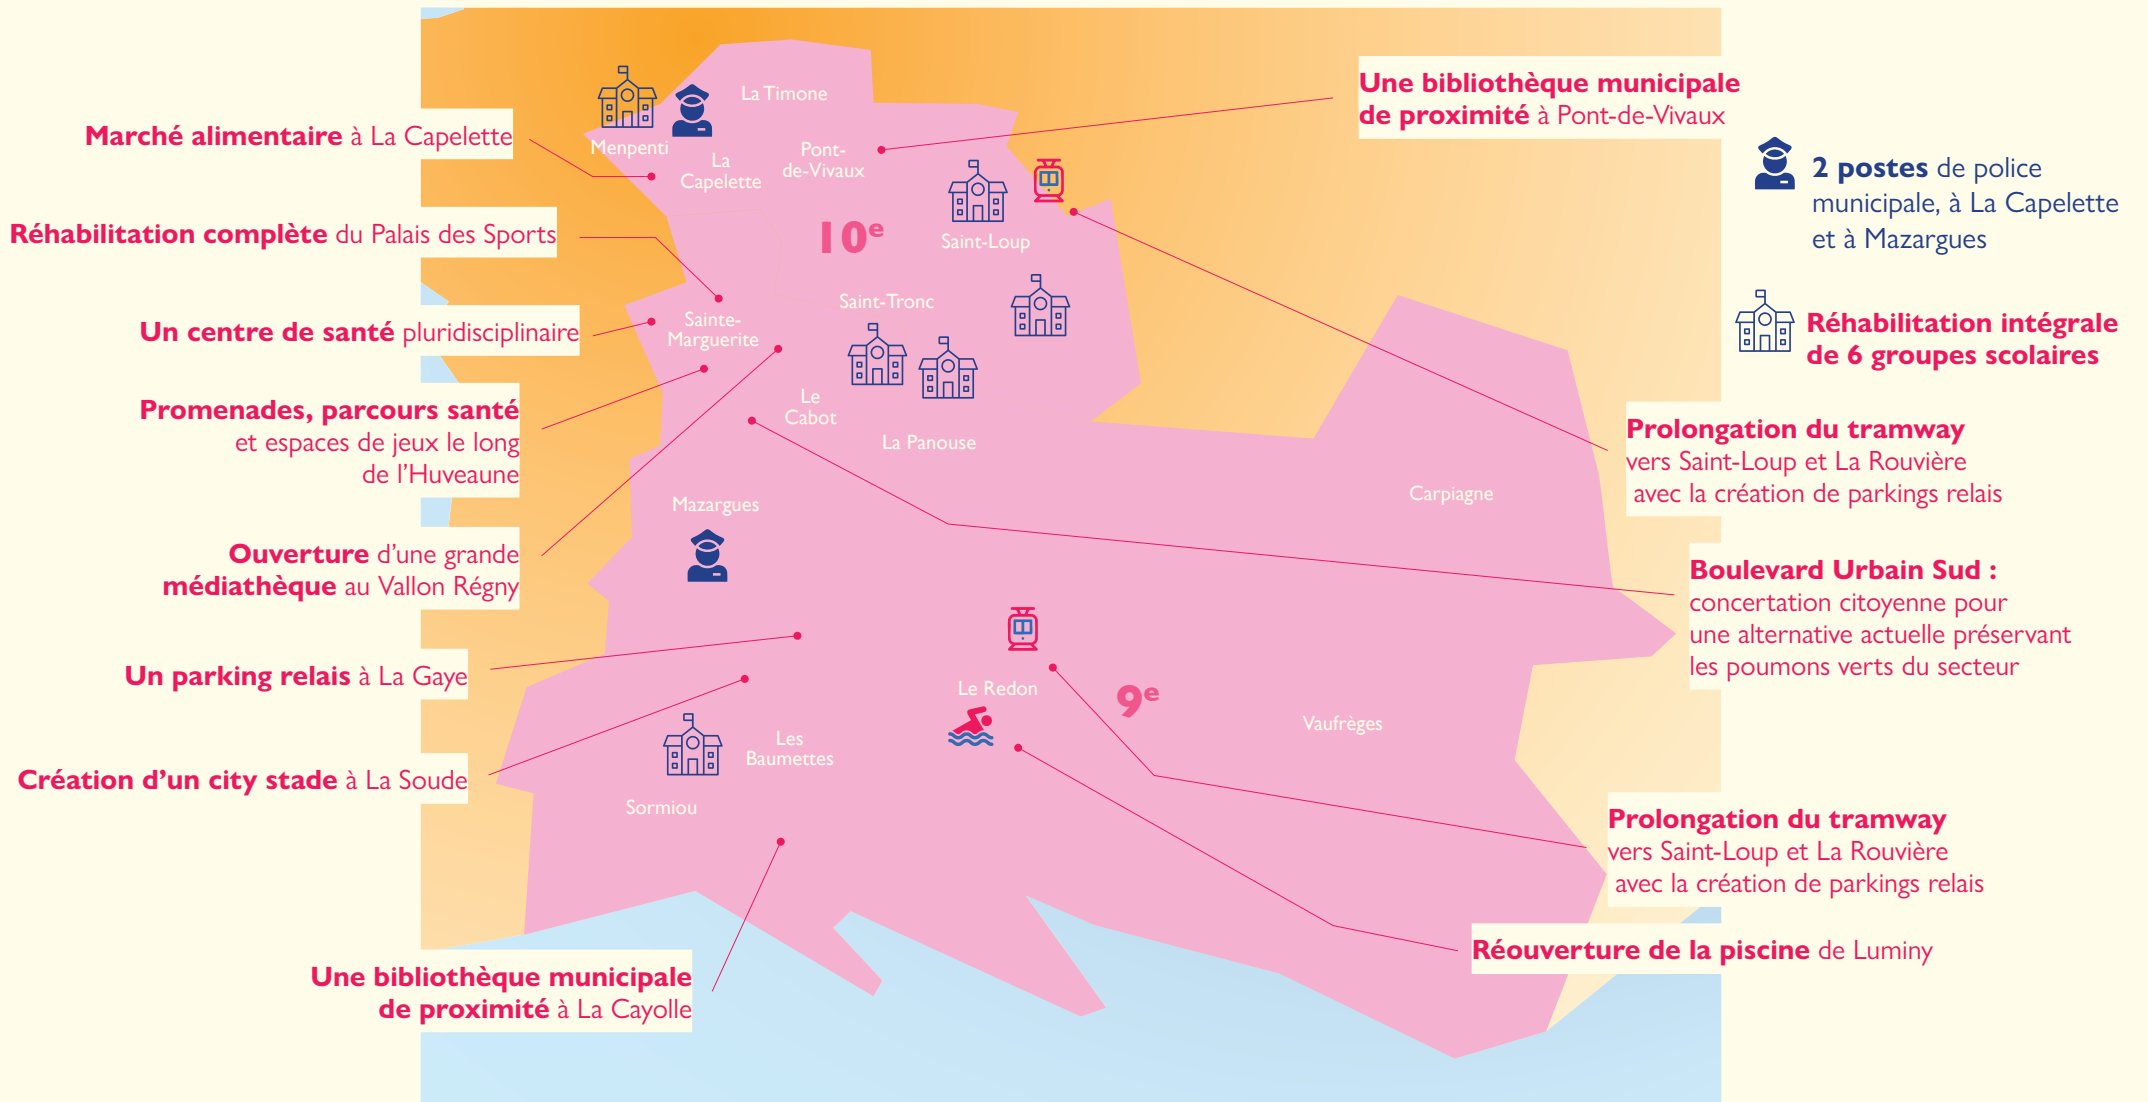 Marché alimentaire à La Capelette
Réhabilitation complète du Palais des Sports
Un centre de santé pluridisciplinaire
Promenades, parcours santé
et espaces de jeux le long
de l’Huveaune
Ouverture d’une grande
médiathèque au Vallon Régny
Un parking relais à La Gaye
Création d’un city stade à La Soude
Une bibliothèque municipale
de proximité à La Cayolle
La Timone
Menpenti
La
Capelette
Pont-
de-Vivaux
10e
Saint-Loup
Saint-Tronc
Sainte-
Marguerite
Le
Cabot
La Panouse
Mazargues
Carpiagne
Le Redon
9e
Vaufrèges
Les
Baumettes
Sormiou
Une bibliothèque municipale
de proximité à Pont-de-Vivaux
2 postes de police
municipale, à La Capelette
et à Mazargues
Réhabilitation intégrale
de 6 groupes scolaires
Prolongation du tramway
vers Saint-Loup et La Rouvière
avec la création de parkings relais
Boulevard Urbain Sud :
concertation citoyenne pour
une alternative actuelle préservant
les poumons verts du secteur
Prolongation du tramway
vers Saint-Loup et La Rouvière
avec la création de parkings relais
Réouverture de la piscine de Luminy